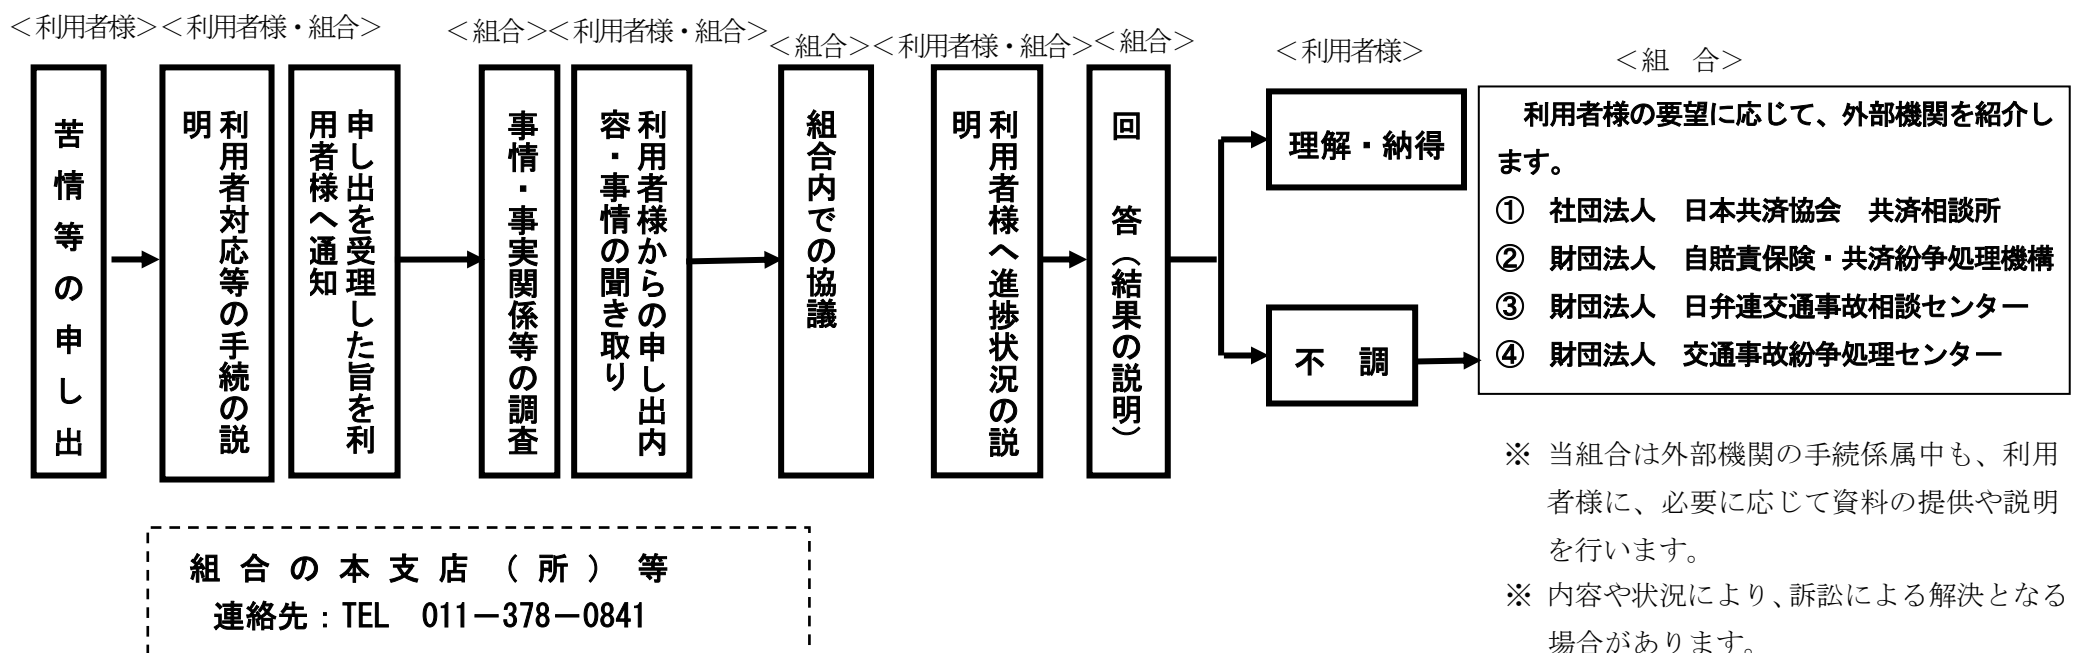 ＜利用者様＞＜利用者様・組合＞
＜組合＞＜利用者様・組合＞
＜組合＞＜利用者様・組合＞＜組合＞
＜利用者様＞
＜組　合＞
苦情等の申し出
利用者対応等の手続の説
明
申し出を受理した旨を利
用者様へ通知
事情・事実関係等の調査
利用者様からの申し出内
容・事情の聞き取り
組合内での協議
利用者様へ進捗状況の説
明
回　答（結果の説明）
理解・納得
不　調
利用者様の要望に応じて、外部機関を紹介し
ます。
①　社団法人　日本共済協会　共済相談所
②　財団法人　自賠責保険・共済紛争処理機構
③　財団法人　日弁連交通事故相談センター
④　財団法人　交通事故紛争処理センター
※ 当組合は外部機関の手続係属中も、利用
者様に、必要に応じて資料の提供や説明
を行います。
※ 内容や状況により、訴訟による解決となる
場合があります。
組 合 の 本 支 店 （ 所 ） 等
連絡先：TEL　011－378－0841